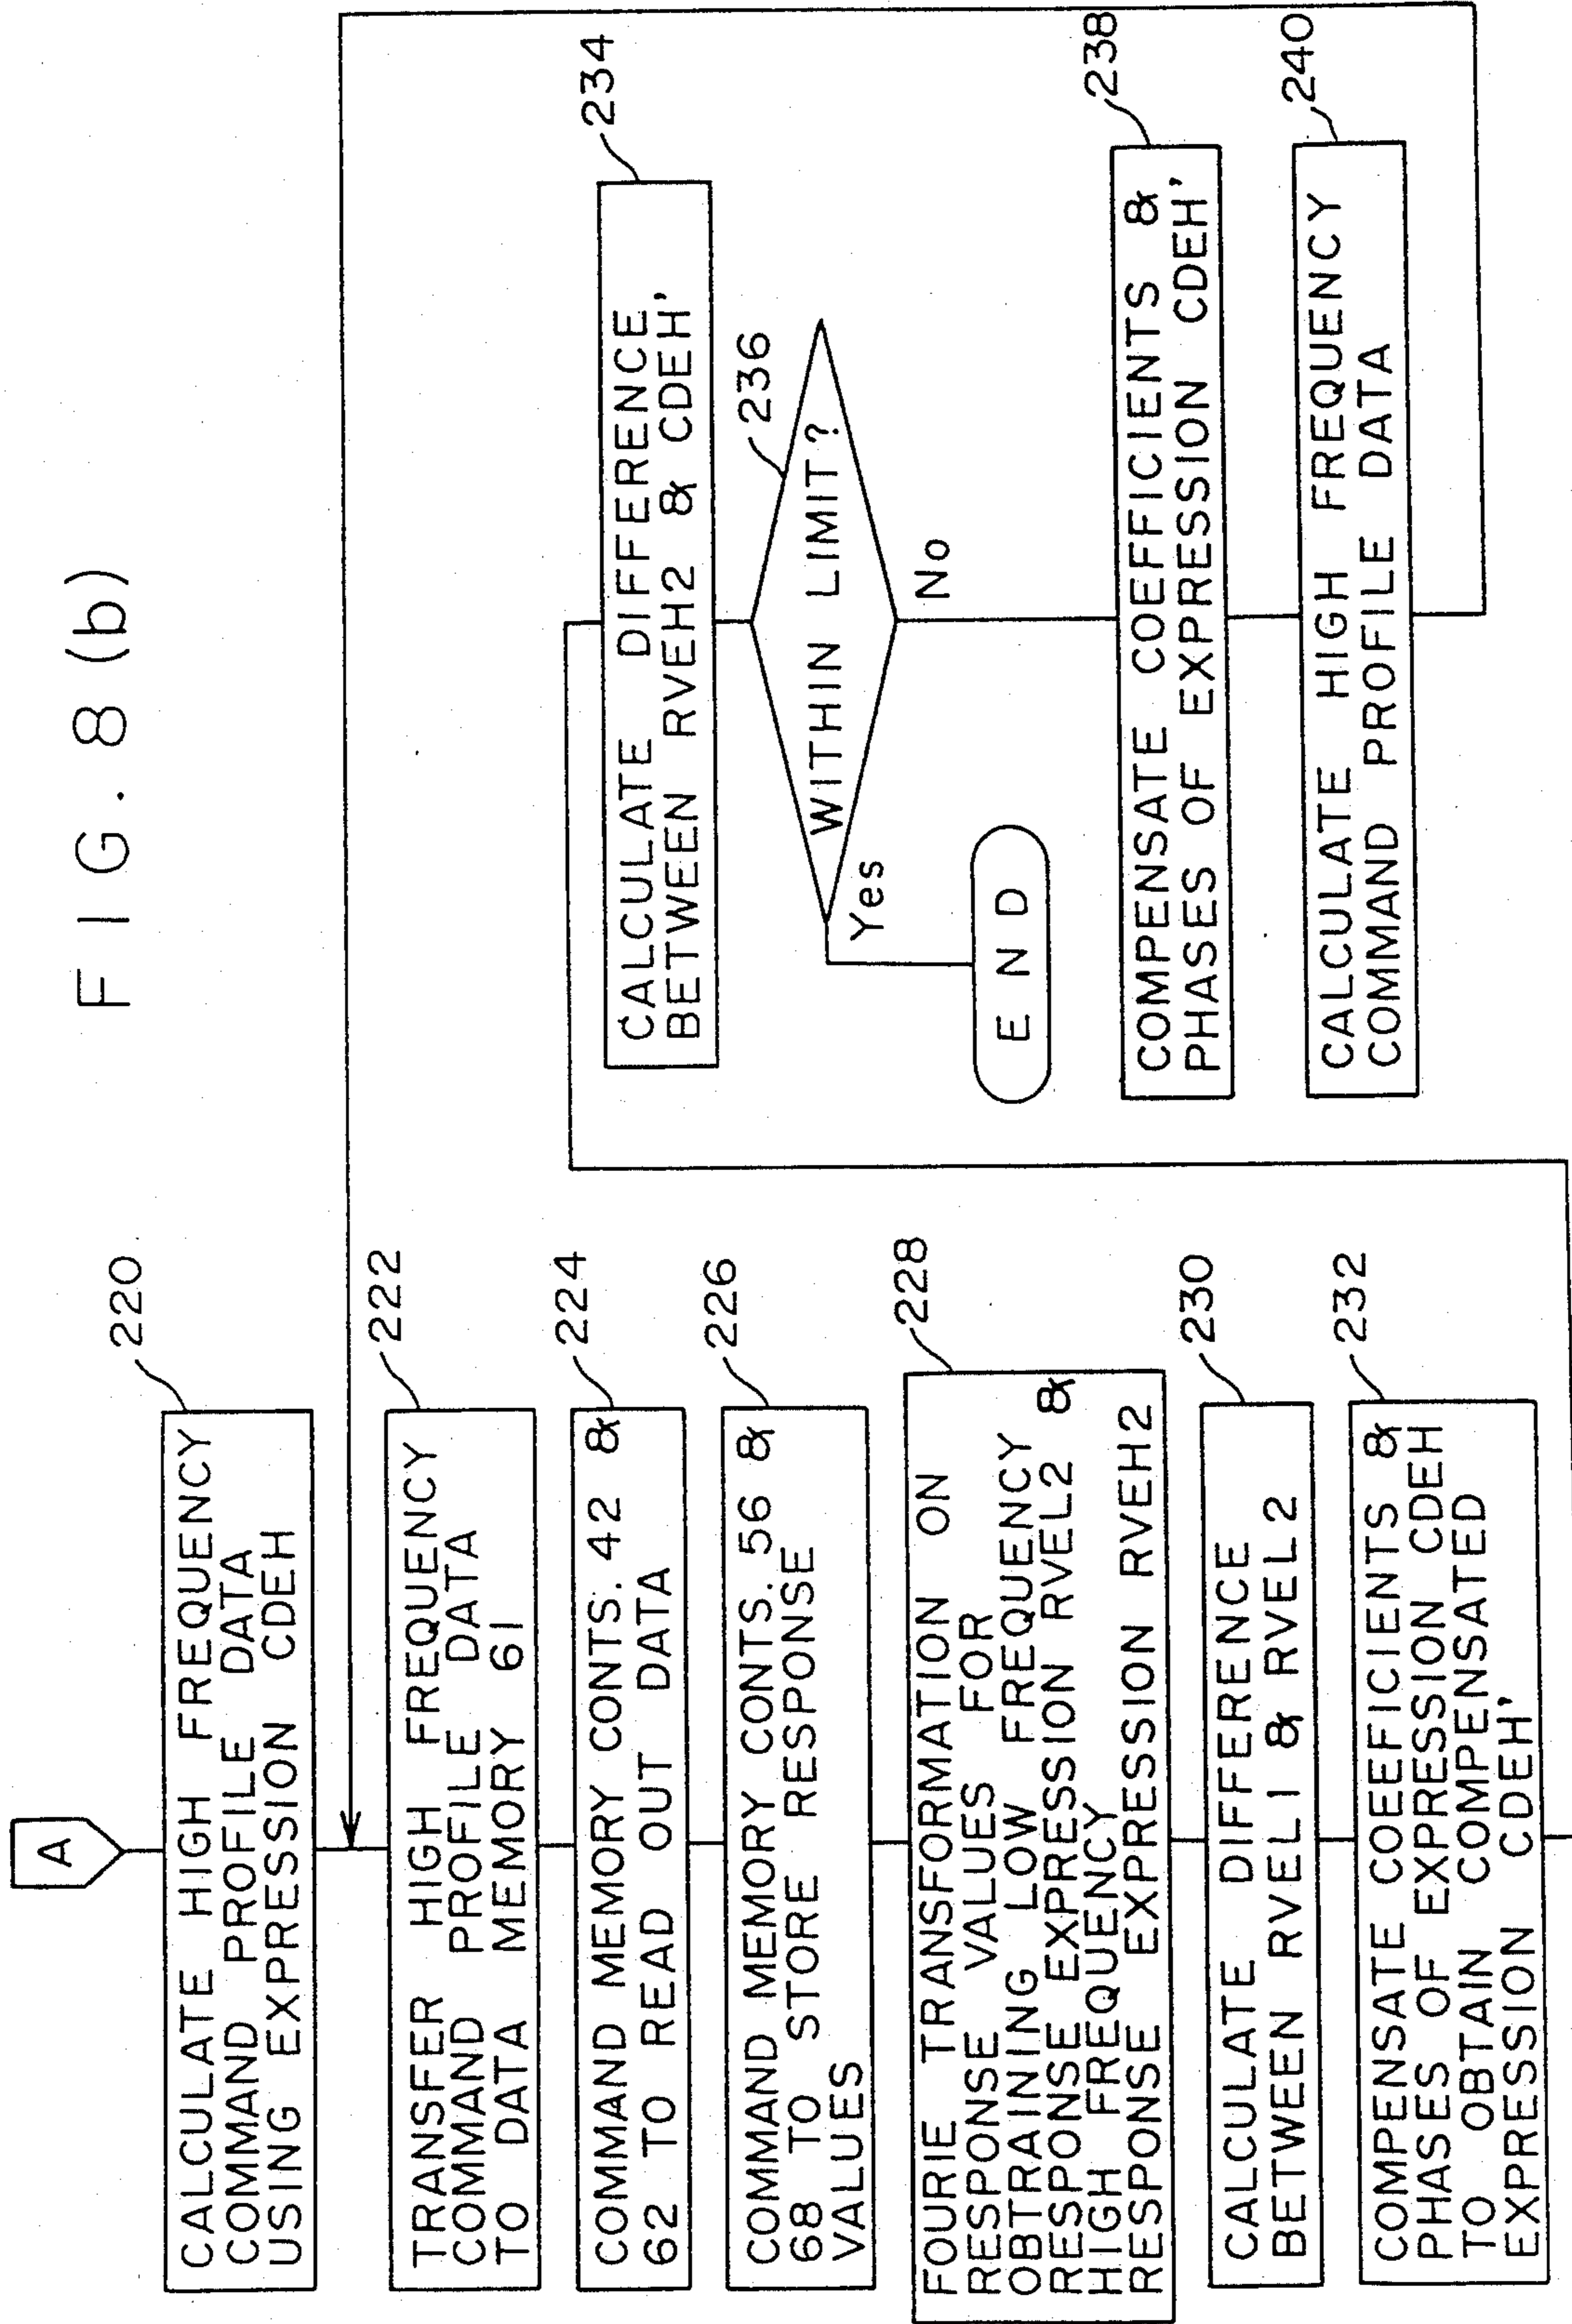 F I G. 8 (b)
A
220
CALCULATE HIGH FREQUENCY
COMMAND PROFILE DATA
USING EXPRESSION CDEH
222
TRANSFER HIGH FREQUENCY
COMMAND PROFILE DATA
TO DATA MEMORY 61
224
COMMAND MEMORY CONTS. 42 &
62 TO READ OUT DATA
226
COMMAND MEMORY CONTS. 56 &
68 TO STORE RESPONSE
VALUES
228
FOURIE TRANSFORMATION ON
RESPONSE VALUES FOR
OBTRAINING LOW FREQUENCY
RESPONSE EXPRESSION RVEL2 &
HIGH FREQUENCY
RESPONSE EXPRESSION RVEH2
230
CALCULATE DIFFERENCE
BETWEEN RVEL1 & RVEL2
232
COMPENSATE COEEFICIENTS &
PHASES OF EXPRESSION CDEH
TO OBTAIN COMPENSATED
EXPRESSION CDEH'
234
CALCULATE DIFFERENCE
BETWEEN RVEH2 & CDEH'
236
WITHIN LIMIT?
Yes
No
E N D
238
COMPENSATE COEFFICIENTS &
PHASES OF EXPRESSION CDEH'
240
CALCULATE HIGH FREQUENCY
COMMAND PROFILE DATA